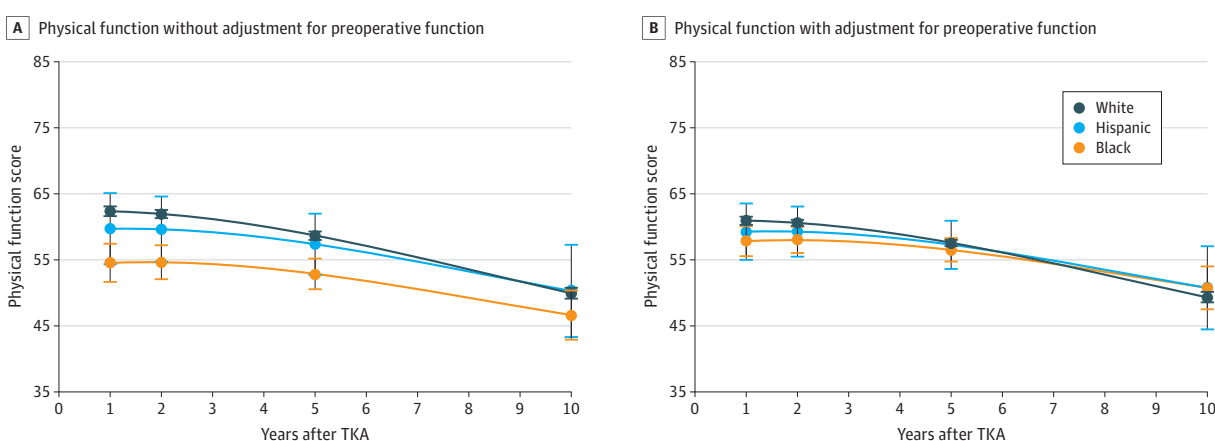 A Physical function without adjustment for preoperative function
85
75
65
55
45
35
Physical function score
0 1 2 3 4 5 6 7 8 9 10
Years after TKA
B Physical function with adjustment for preoperative function
85
75
65
55
45
35
Physical function score
White
Hispanic
Black
0 1 2 3 4 5 6 7 8 9 10
Years after TKA